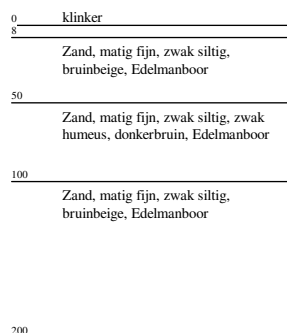 0 klinker
8
Zand, matig fijn, zwak siltig,
bruinbeige, Edelmanboor
50
Zand, matig fijn, zwak siltig, zwak
humeus, donkerbruin, Edelmanboor
100
Zand, matig fijn, zwak siltig,
bruinbeige, Edelmanboor
200